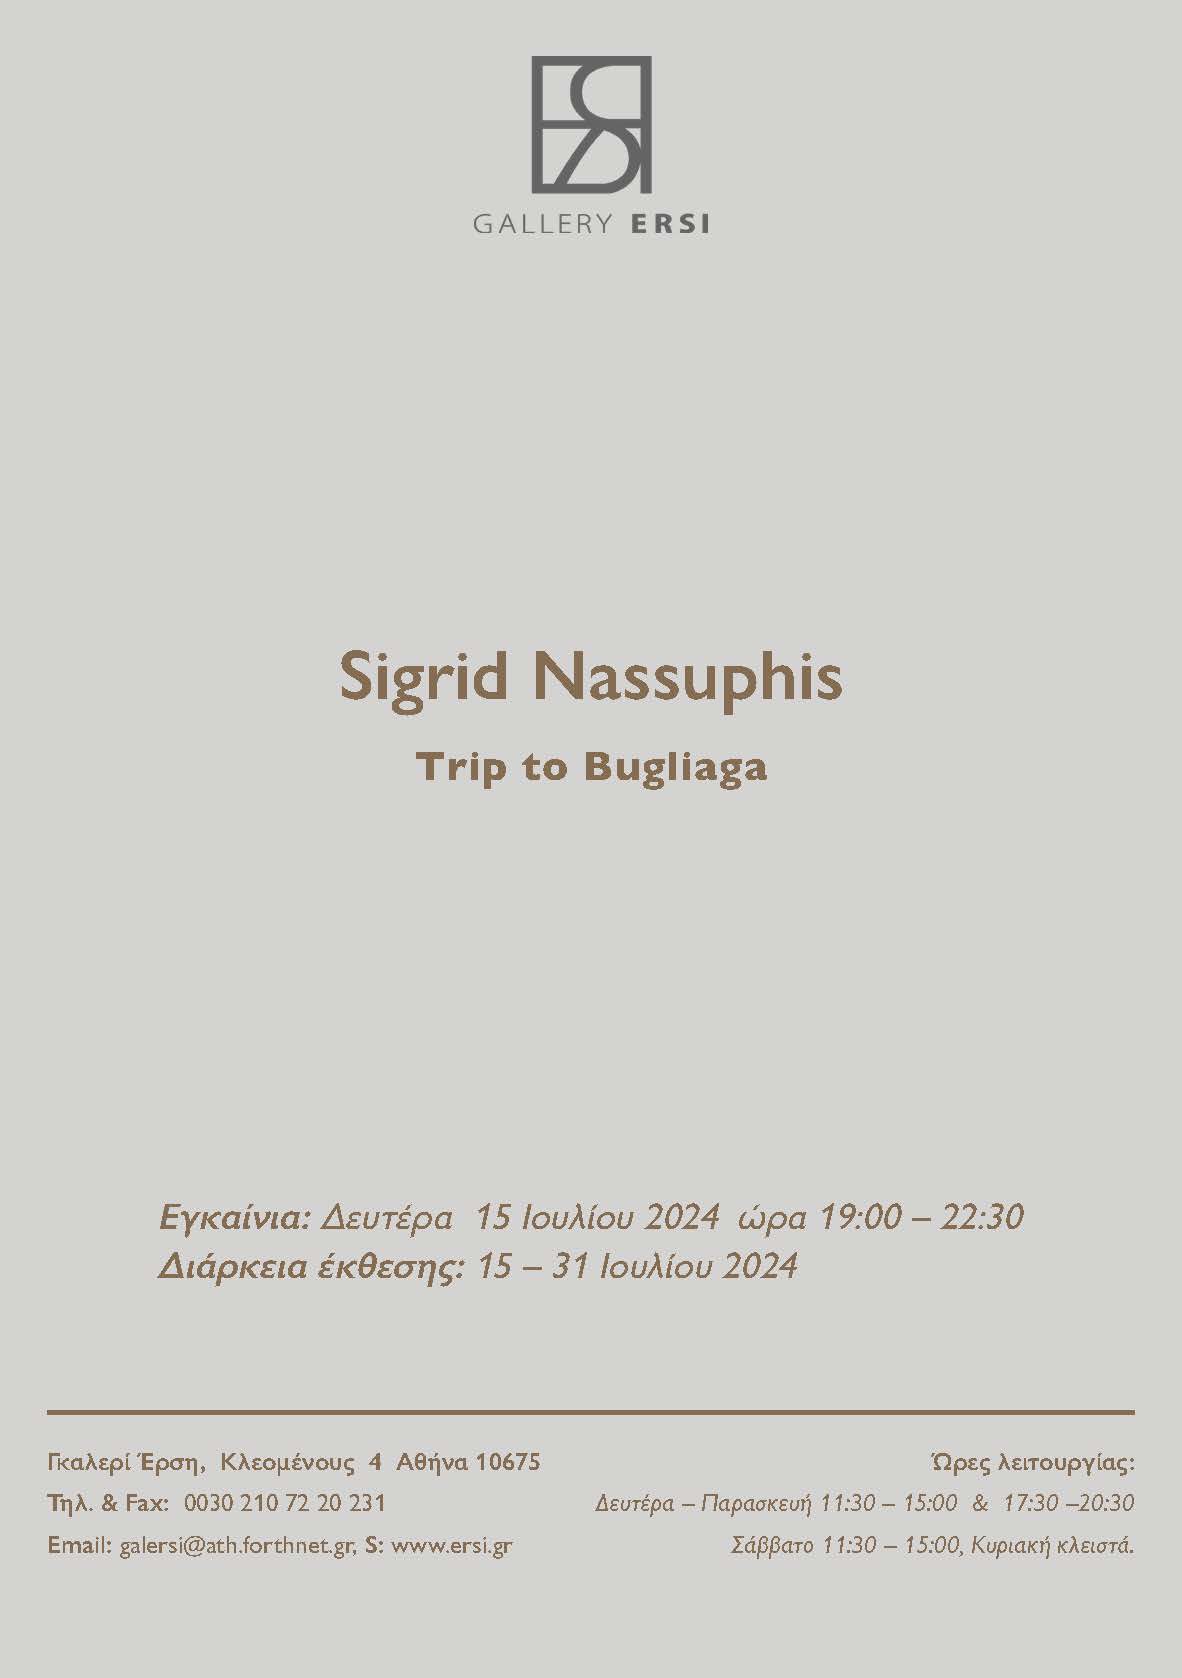 GALLERY ERSI
Sigrid Nassuphis
Trip to Bugliaga
Εγκαίνια: Δευτέρα 15 Ιουλίου 2024 ώρα 19:00 – 22:30
Διάρκεια έκθεσης: 15 – 31 Ιουλίου 2024
Γκαλερί Έρση, Κλεομένους 4 Αθήνα 10675
Τηλ. & Fax: 0030 210 72 20 231
Email: galersi@ath.forthnet.gr, S: www.ersi.gr
Ώρες λειτουργίας:
Δευτέρα – Παρασκευή 11:30 – 15:00 & 17:30 –20:30
Σάββατο 11:30 – 15:00, Κυριακή κλειστά.